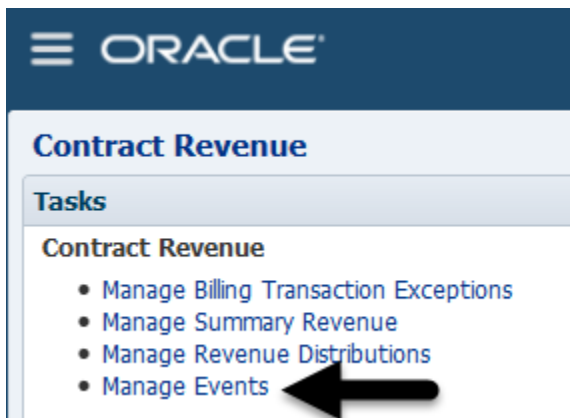 ORACLE
Contract Revenue
Tasks
Contract Revenue
Manage Billing Transaction Exceptions
Manage Summary Revenue
Manage Revenue Distributions
Manage Events